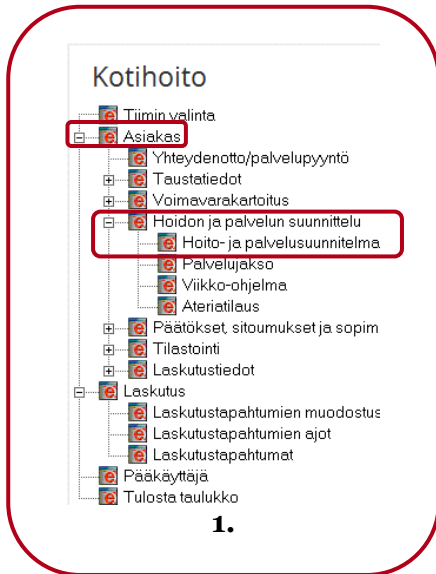 Kotihoito
Tiimin valinta
Asiakas
Yhteydenotto/palvelupyyntö
Taustatiedot
Voimavarakartoitus
Hoidon ja palvelun suunnittelu
Hoito- ja palvelusuunnitelma
Palvelujakso
Viikko-ohjelma
Ateriatilaus
Päätökset, sitoumukset ja sopim
Tilastointi
Laskutustiedot
Laskutus
Laskutustapahtumien muodostus
Laskutustapahtumien ajot
Laskutustapahtumat
Pääkäyttäjä
Tulosta taulukko
1.